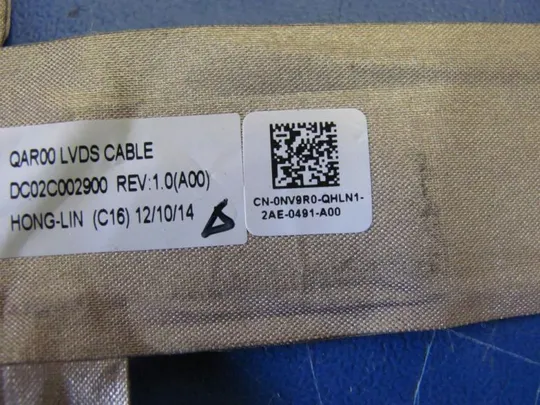 QAR00 LVDS CABLE
DC02C002900 REV:1.0(A00)
HONG-LIN (C16) 12/10/14
CN-0NV9R0-QHLN1-
2AE-0491-A00